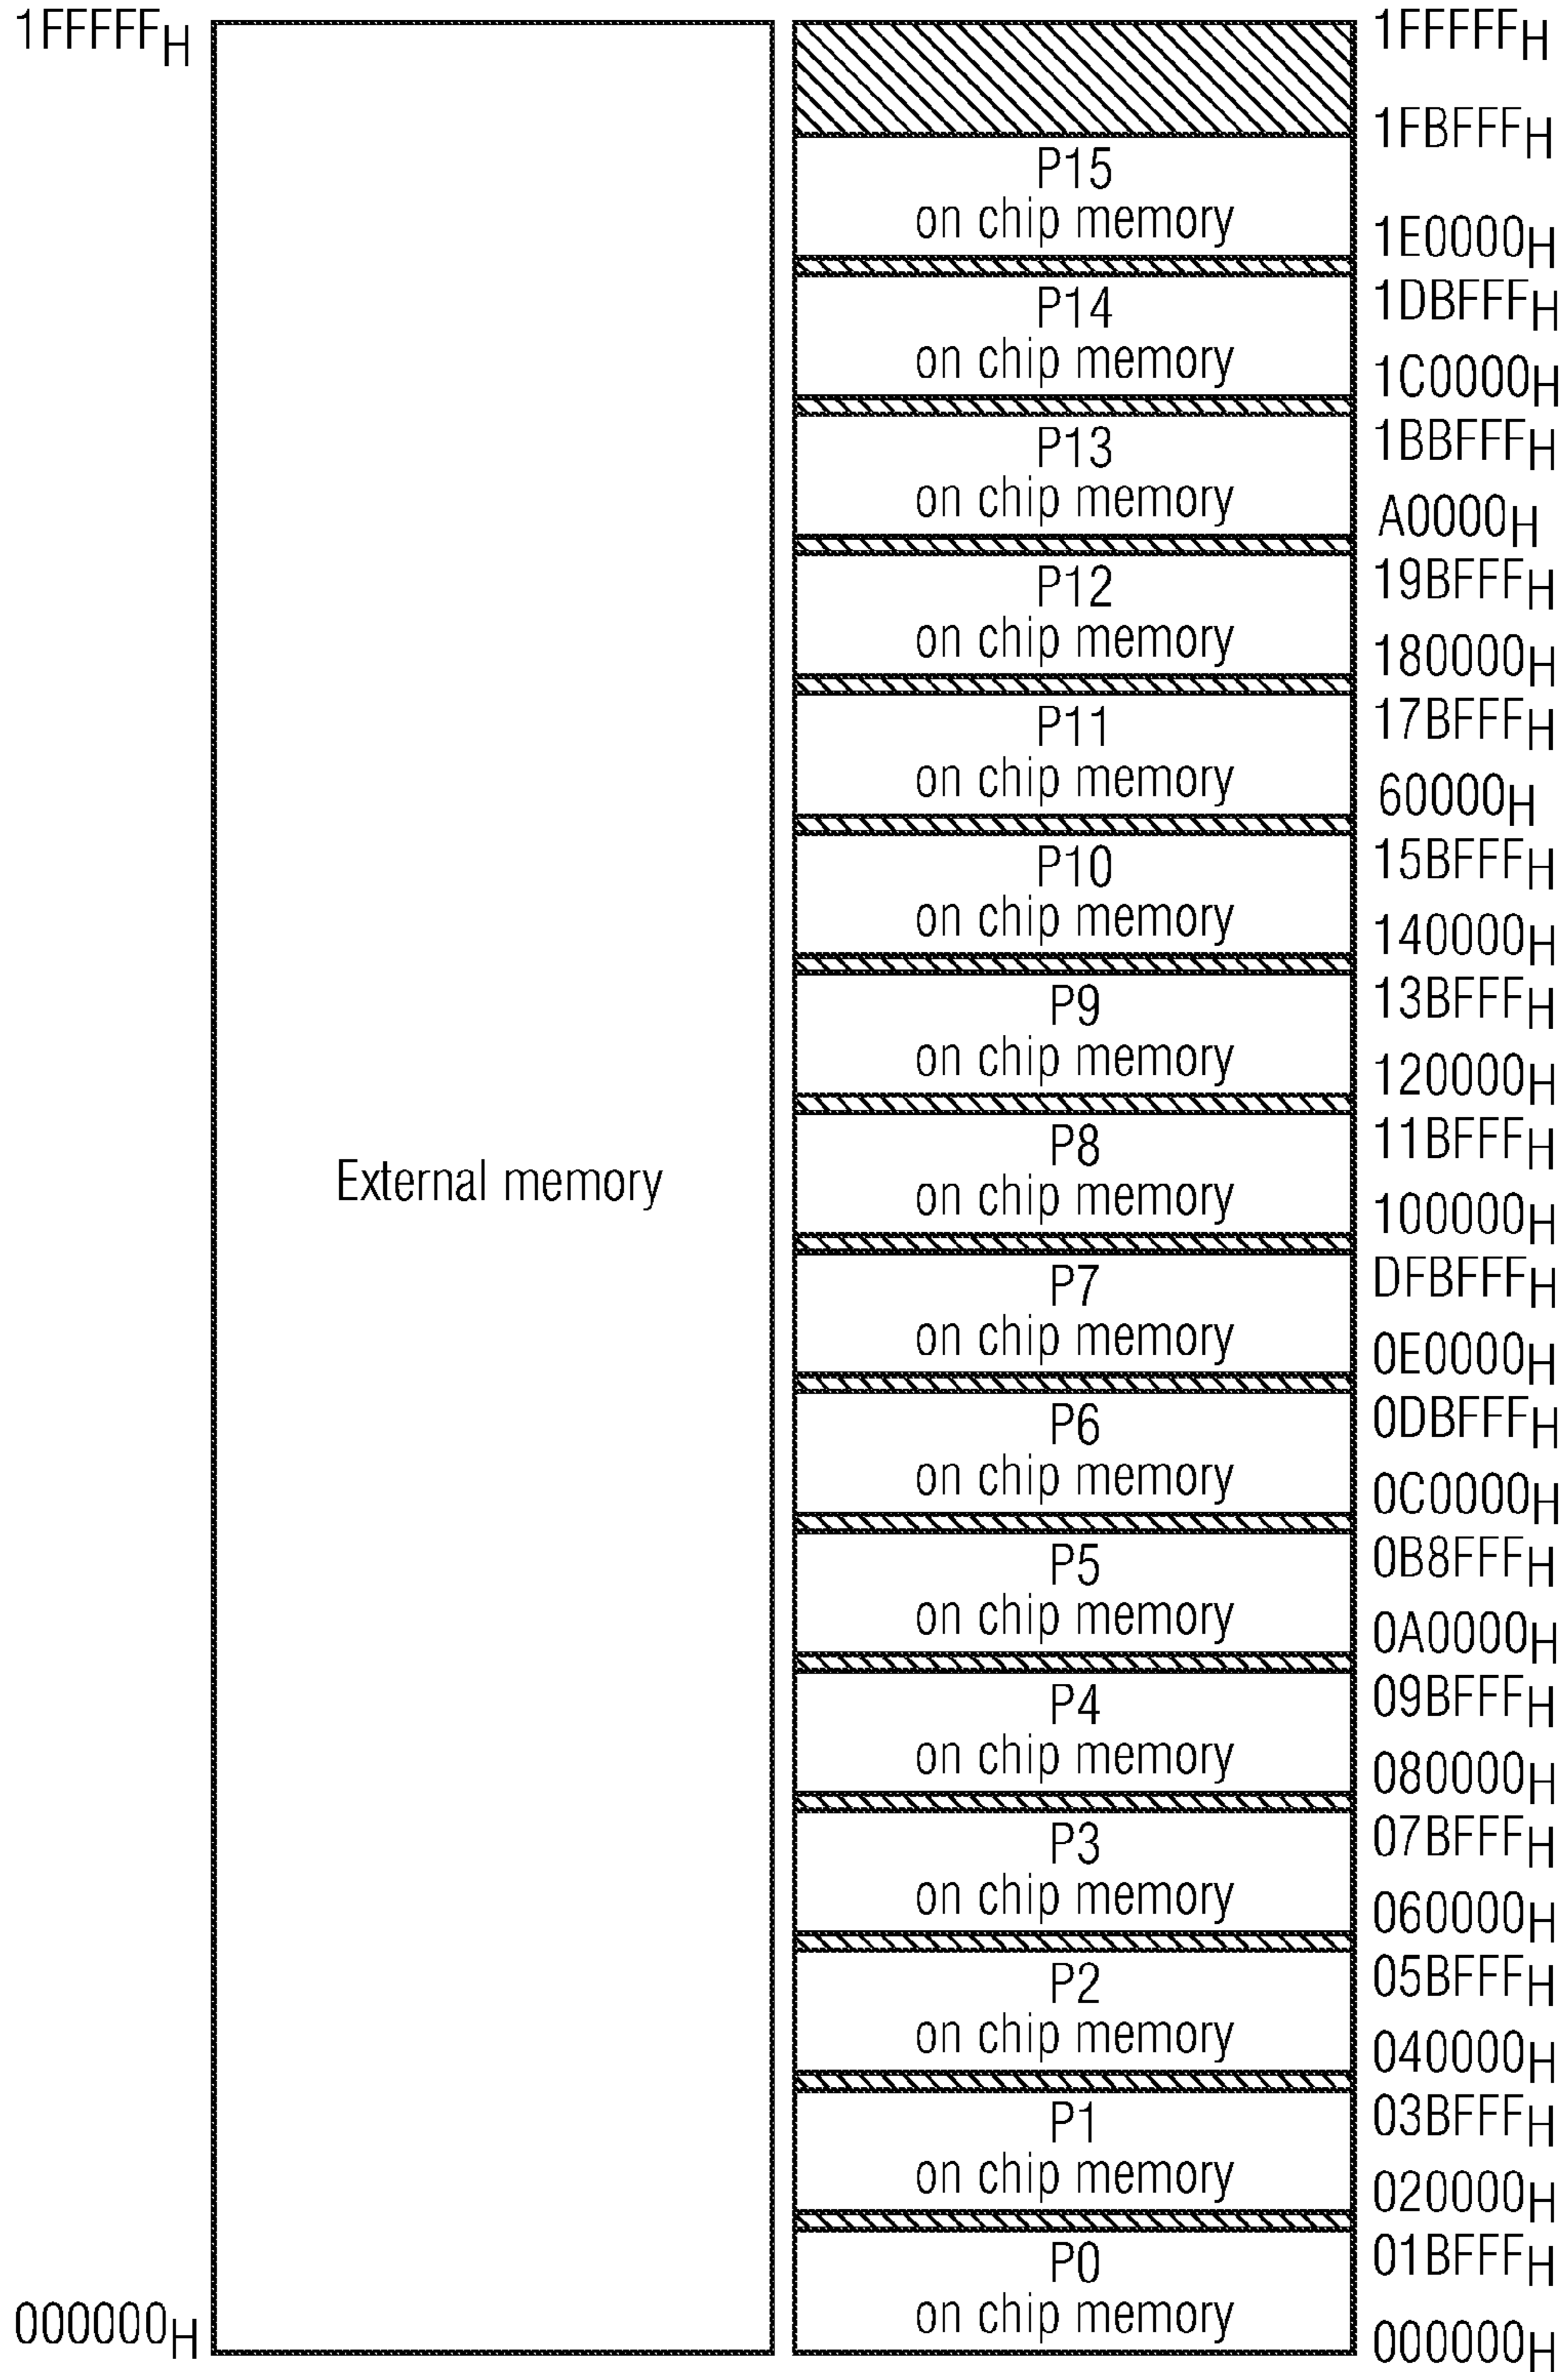 1FFFFFH
1FFFFFH
1FBFFFH
P15
on chip memory
1E0000H
1DBFFFH
P14
on chip memory
1C0000H
1BBFFFH
P13
on chip memory
A0000H
19BFFFH
P12
on chip memory
180000H
17BFFFH
P11
on chip memory
60000H
15BFFFH
P10
on chip memory
140000H
13BFFFH
P9
on chip memory
120000H
11BFFFH
P8
External memory
on chip memory
100000H
DFBFFFH
P7
on chip memory
0E0000H
0DBFFFH
P6
on chip memory
0C0000H
0B8FFFH
P5
on chip memory
0A0000H
09BFFFH
P4
on chip memory
080000H
07BFFFH
P3
on chip memory
060000H
05BFFFH
P2
on chip memory
040000H
03BFFFH
P1
on chip memory
020000H
01BFFFH
P0
on chip memory
000000H
000000H